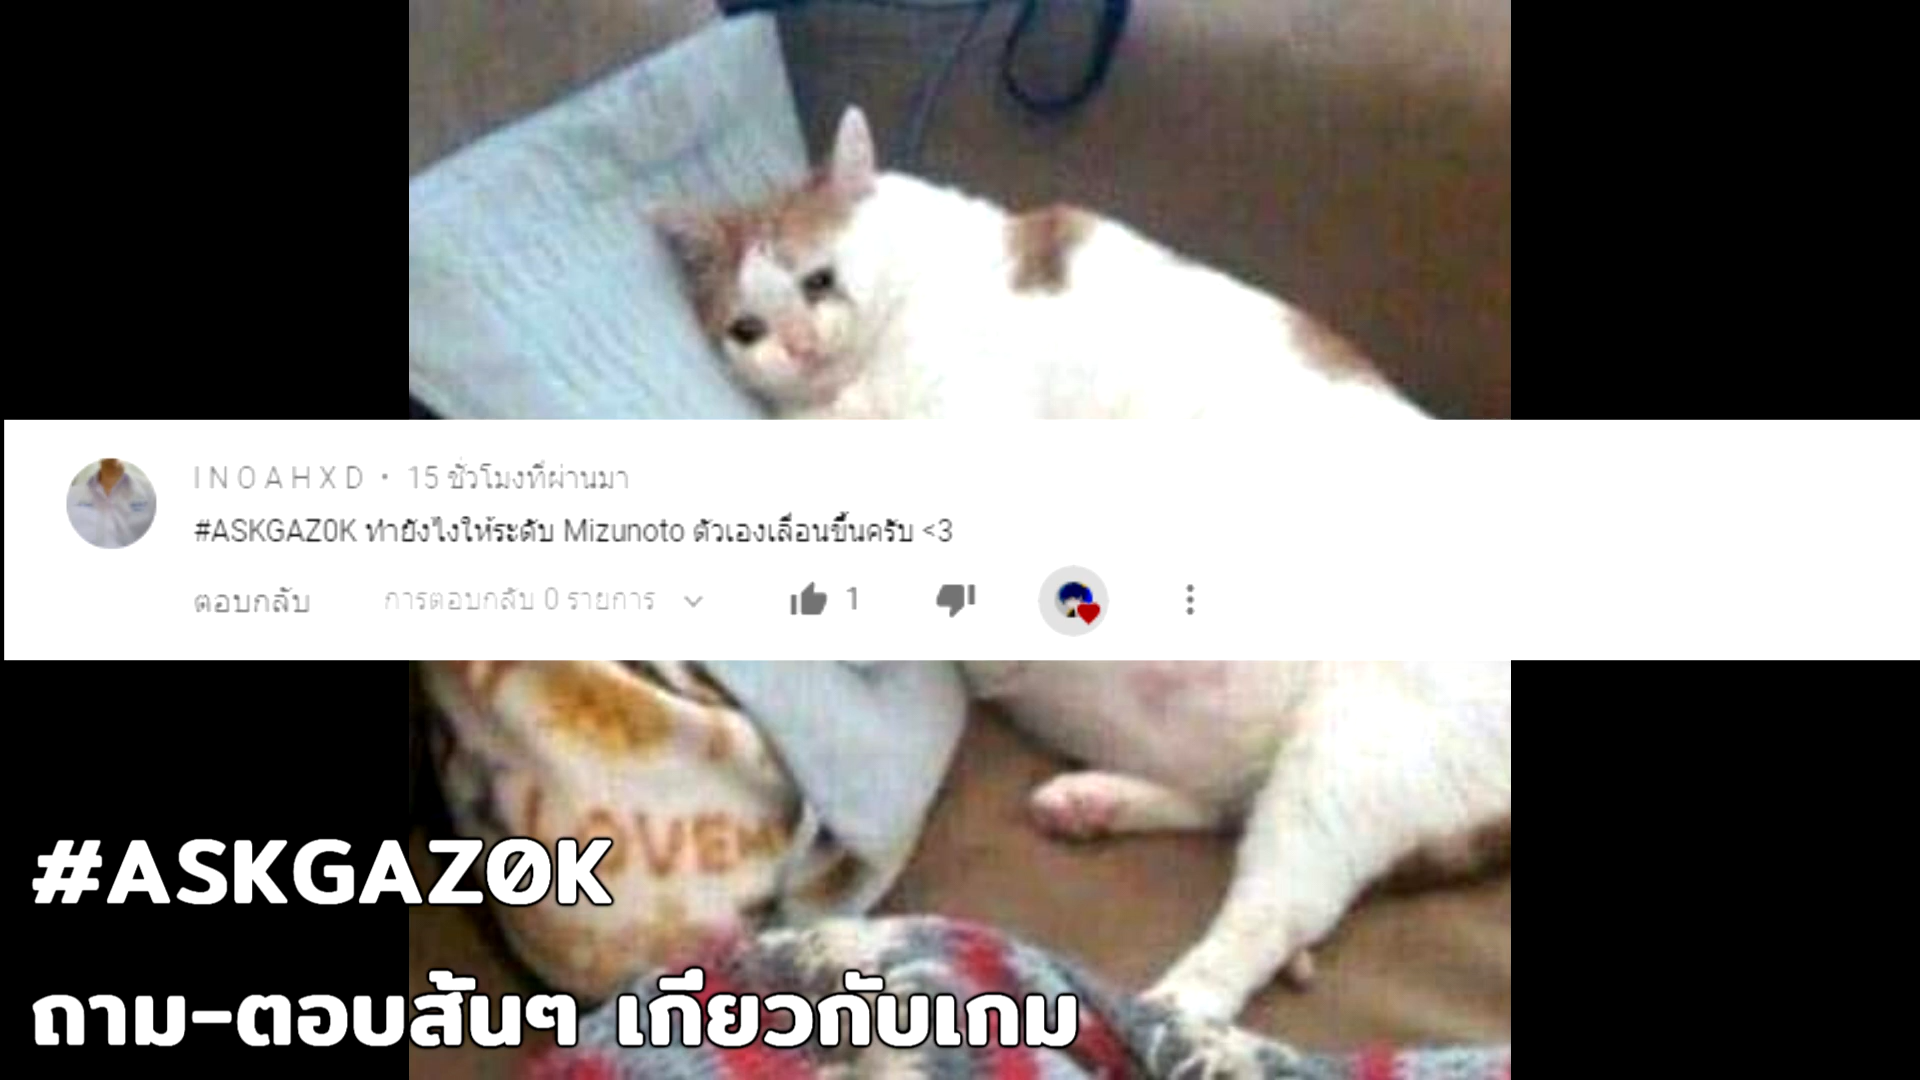 I N O A H X D • 15 ชั่วโมงที่ผ่านมา
#ASKGAZ0K ทำยังไงให้ระดับ Mizunoto ตัวเองเลื่อนขึ้นครับ <3
ตอบกลับ การตอบกลับ 0 รายการ 1
Love
#ASKGAZ0K
ถาม-ตอบสั้นๆ เกี่ยวกับเกม